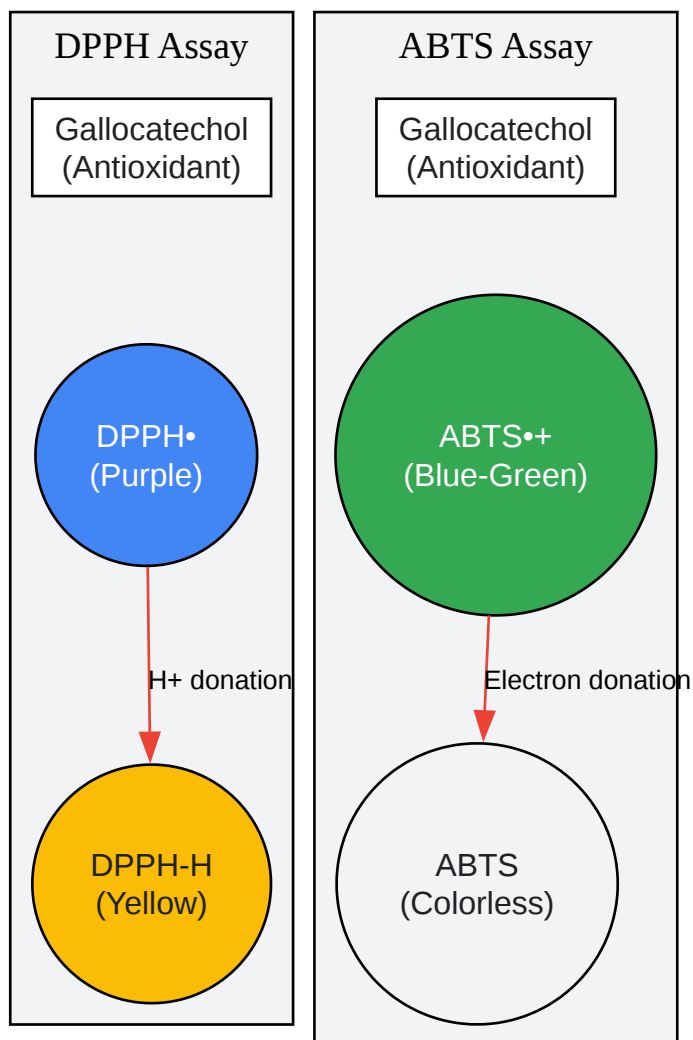 DPPH Assay
Gallocatechol
(Antioxidant)
DPPH•
(Purple)
H+ donation
DPPH-H
(Yellow)
ABTS Assay
Gallocatechol
(Antioxidant)
ABTS•+
(Blue-Green)
Electron donation
ABTS
(Colorless)